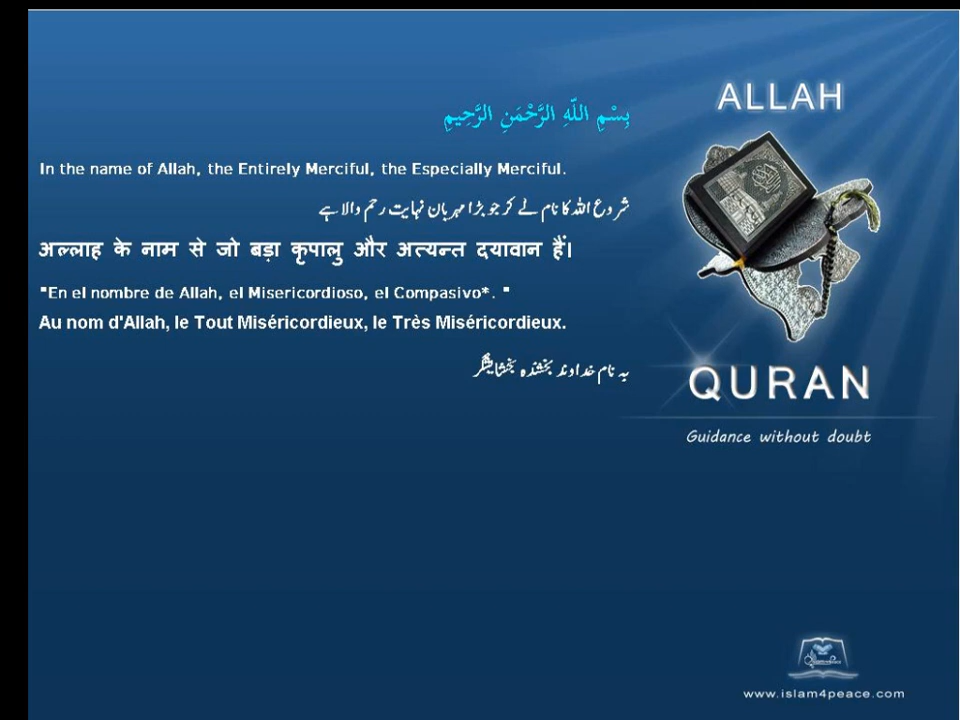 بِسْمِ اللّهِ الرَّحْمَنِ الرَّحِيمِ
In the name of Allah, the Entirely Merciful, the Especially Merciful.
شروع الله کا نام لے کر جو بڑا مہربان نہایت رحم والا ہے
अल्लाह के नाम से जो बड़ा कृपालु और अत्यन्त दयावान हैं।
"En el nombre de Allah, el Misericordioso, el Compasivo*. "
Au nom d'Allah, le Tout Miséricordieux, le Très Miséricordieux.
به نام خداوند بخشنده بخشایشگر
ALLAH
QURAN
Guidance without doubt
www.islam4peace.com